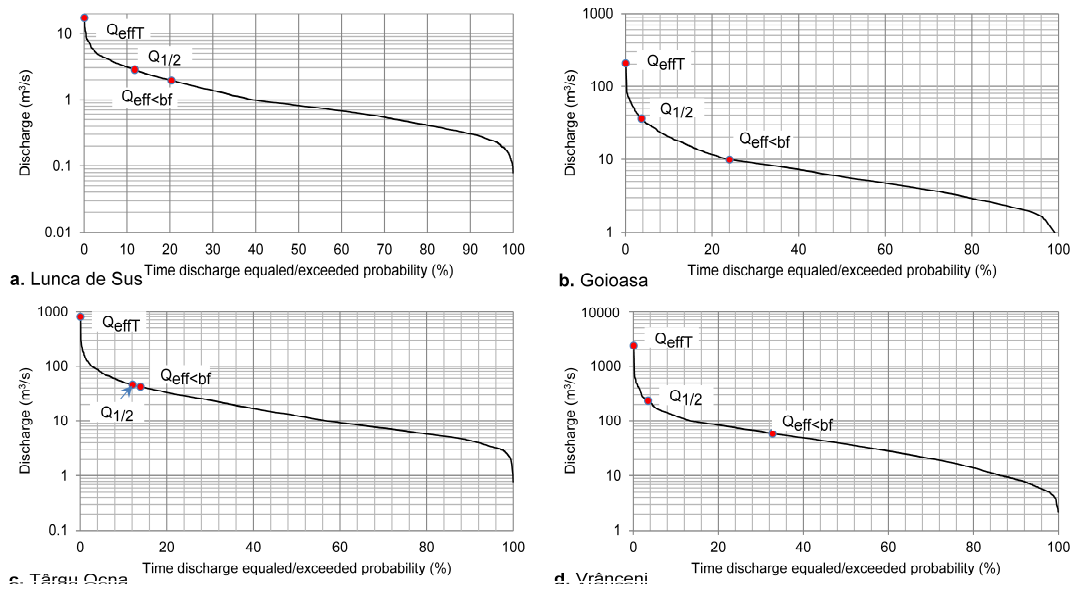 10
1
0.1
0.01
Discharge (m³/s)
QeffT
Q1/2
Qeff<bf
0 10 20 30 40 50 60 70 80 90 100
Time discharge equaled/exceeded probability (%)
a. Lunca de Sus
1000
100
10
1
Discharge (m³/s)
QeffT
Q1/2
Qeff<bf
0 20 40 60 80 100
Time discharge equaled/exceeded probability (%)
b. Goioasa
1000
100
10
1
0.1
Discharge (m³/s)
QeffT
Qeff<bf
Q1/2
0 20 40 60 80 100
Time discharge equaled/exceeded probability (%)
c. Târgu Ocna
10000
1000
100
10
1
Discharge (m³/s)
QeffT
Q1/2
Qeff<bf
0 20 40 60 80 100
Time discharge equaled/exceeded probability (%)
d. Vrânceni